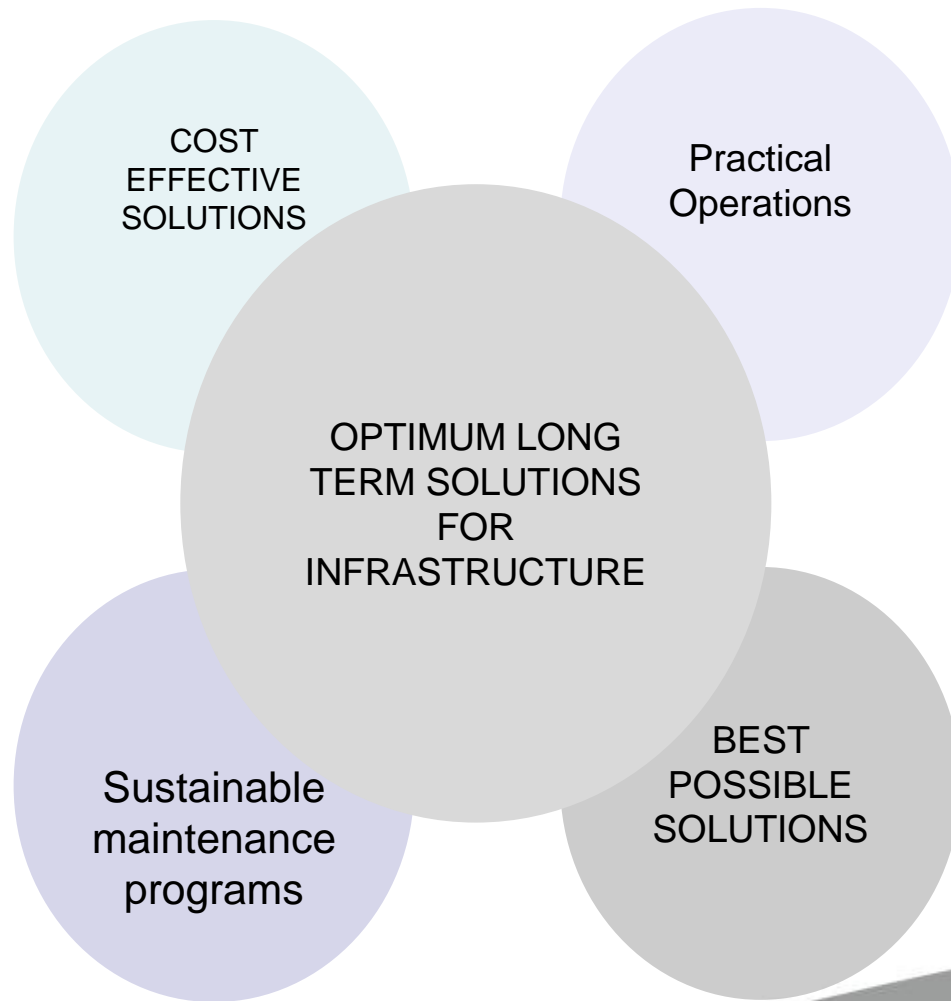 COST
EFFECTIVE
SOLUTIONS
Practical
Operations
OPTIMUM LONG
TERM SOLUTIONS
FOR
INFRASTRUCTURE
Sustainable
maintenance
programs
BEST
POSSIBLE
SOLUTIONS